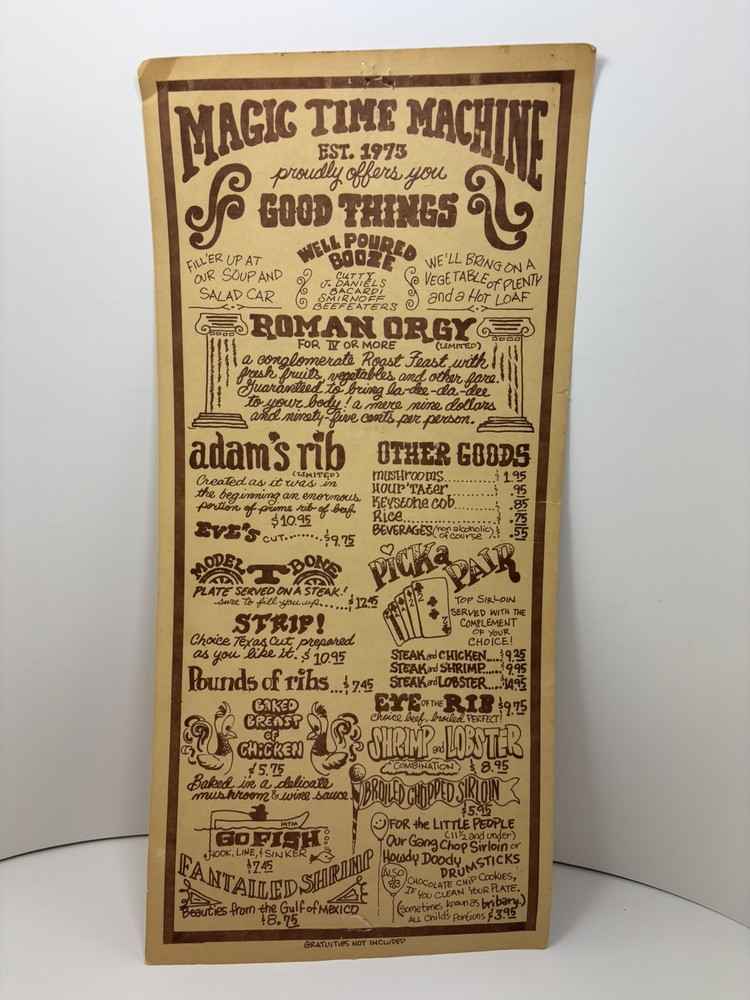 MAGIC TIME MACHINE
EST. 1973
proudly offers you
GOOD THINGS
FILL'ER UP AT
OUR SOUP AND
SALAD CAR
WELL POURED
BOOZE
CUTTY
J. DANIELS
BACARDI
SMIRNOFF
BEEFEATERS
WE'LL BRING ON A
VEGETABLE of PLENTY
and a HOT LOAF
ROMAN ORGY
FOR IV OR MORE (LIMITED)
a conglomerate Roast Feast with
fresh fruits, vegetables and other fare.
Guaranteed to bring la-dee-da-dee
to your body! a mere nine dollars
and ninety-five cents per person.
adam's rib
(LIMITED)
Created as it was in
the beginning an enormous
portion of prime rib of beef.
$10.95
EVE'S CUT........$9.75
MODEL T BONE
PLATE SERVED ON A STEAK!
sure to fill you up.....$12.45
STRIP!
Choice Texas Cut prepared
as you like it. $10.95
Pounds of ribs...$7.45
BAKED
BREAST
OF
CHICKEN
$5.75
Baked in a delicate
mushroom & wine sauce
MTM
GO FISH
HOOK, LINE, & SINKER
$7.45
FANTAILED SHRIMP
Beauties from the Gulf of MEXICO
$8.75
OTHER GOODS
MUSHROOMS..........$1.95
HOUR 'TATER..........95
KEYSTONE COB..........85
Rice....................$.75
BEVERAGES (non alcoholic of course) $.55
PICK a PAIR
TOP SIRLOIN
SERVED WITH THE
COMPLEMENT
OF YOUR
CHOICE!
STEAK and CHICKEN....$9.25
STEAK and SHRIMP....$9.95
STEAK and LOBSTER....$14.95
EYE OF THE RIB $9.75
choice beef, broiled PERFECT!
SHRIMP and LOBSTER
COMBINATION $8.95
BROILED CHOPPED SIRLOIN
$5.95
FOR the LITTLE PEOPLE
(11 1/2 and under)
Our Gang Chop Sirloin or
Howdy Doody
DRUMSTICKS
ALSO
CHOCOLATE CHIP COOKIES,
IF YOU CLEAN YOUR PLATE.
(Sometimes known as bribary.)
ALL Child's Portions $3.95
GRATUITIES NOT INCLUDED